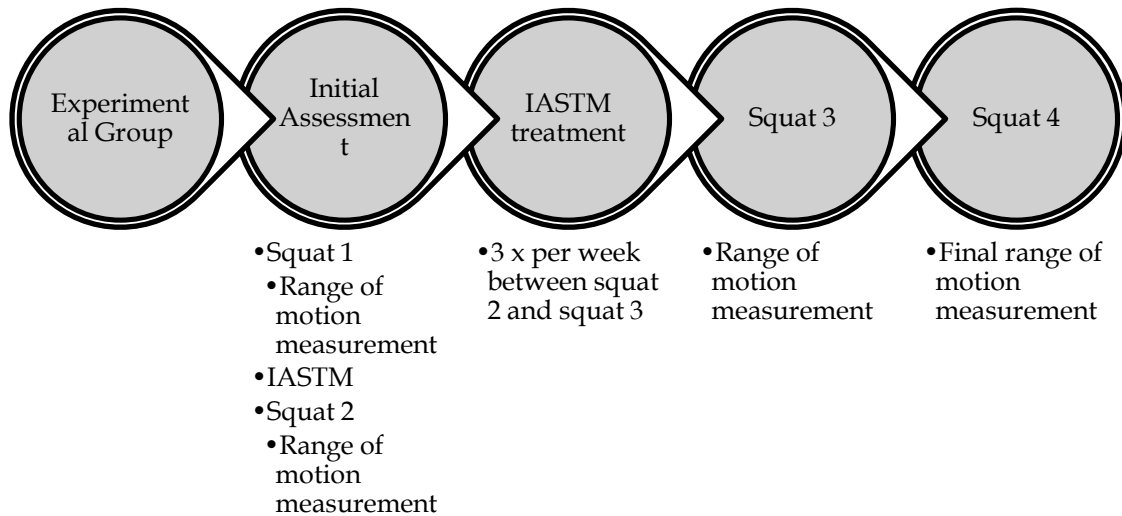 Experiment
al Group
Initial
Assessmen
t
IASTM
treatment
Squat 3
Squat 4
•Squat 1
•Range of
motion
measurement
•IASTM
•Squat 2
•Range of
motion
measurement
•3 x per week
between squat
2 and squat 3
•Range of
motion
measurement
•Final range of
motion
measurement